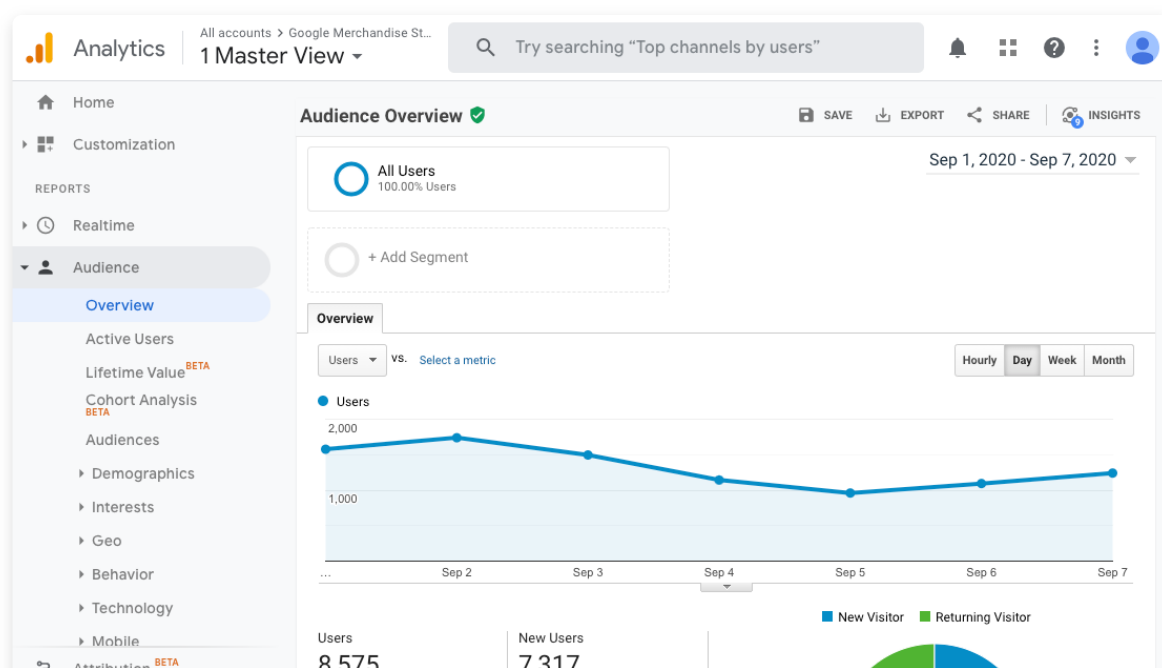 Analytics
All accounts > Google Merchandise St...
1 Master View
Try searching “Top channels by users”
Home
Customization
REPORTS
Realtime
Audience
Overview
Active Users
Lifetime Value BETA
Cohort Analysis
BETA
Audiences
Demographics
Interests
Geo
Behavior
Technology
Mobile
Attribution BETA
Audience Overview
SAVE
EXPORT
SHARE
9
INSIGHTS
All Users
100.00% Users
Sep 1, 2020 - Sep 7, 2020
+ Add Segment
Overview
Users
VS.
Select a metric
Hourly
Day
Week
Month
Users
2,000
1,000
...
Sep 2
Sep 3
Sep 4
Sep 5
Sep 6
Sep 7
New Visitor
Returning Visitor
Users
8,575
New Users
7,317